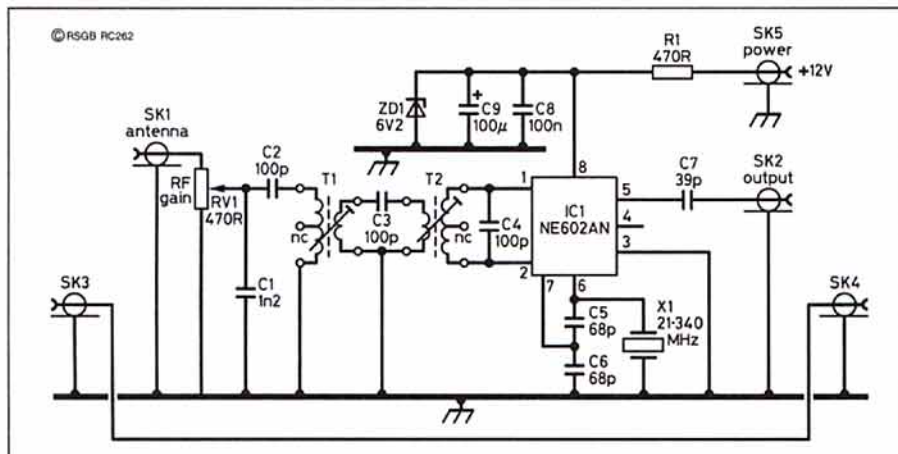 © RSGB RC262
SK1
antenna
RF
gain
RV1
470R
C2
100p
C1
1n2
T1
nc
C3
100p
T2
nc
C4
100p
ZD1
6V2
+
C9
100μ
C8
100n
R1
470R
SK5
power
+12V
1
2
8
5
4
3
7
6
IC1
NE602AN
C7
39p
SK2
output
C5
68p
C6
68p
X1
21·340
MHz
SK3
SK4